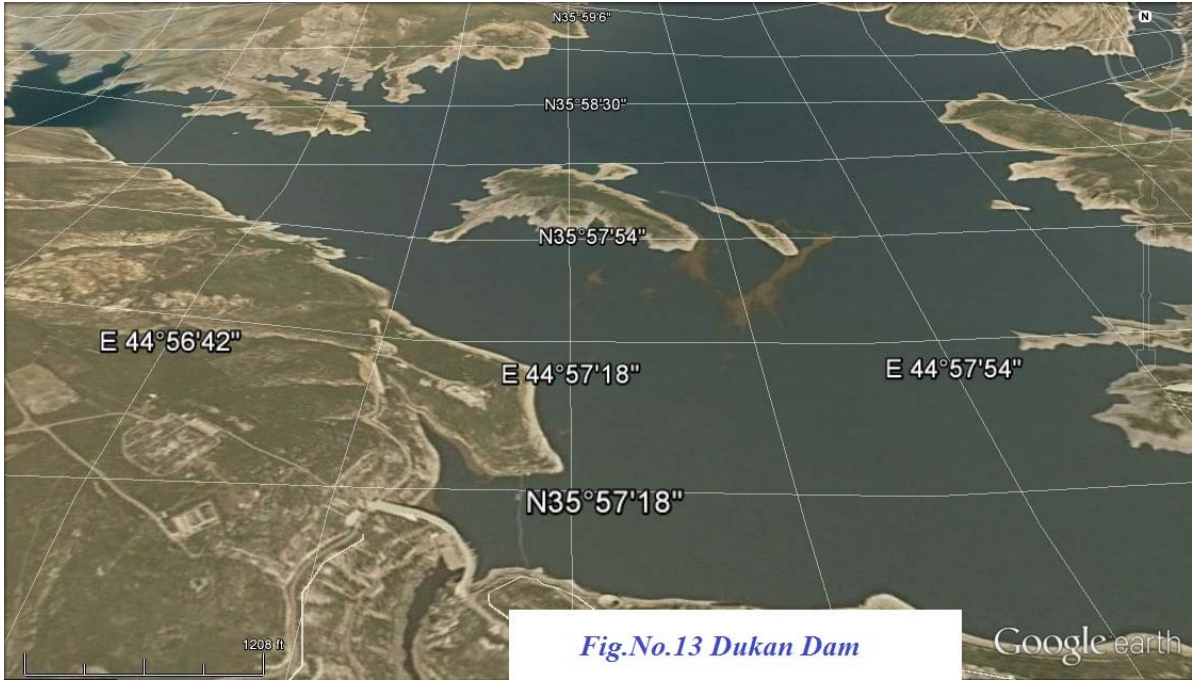 N35°59'6"
N
N35°58'30"
N35°57'54"
E 44°56'42"
E 44°57'18"
E 44°57'54"
N35°57'18"
1208 ft
Fig.No.13 Dukan Dam
Google earth